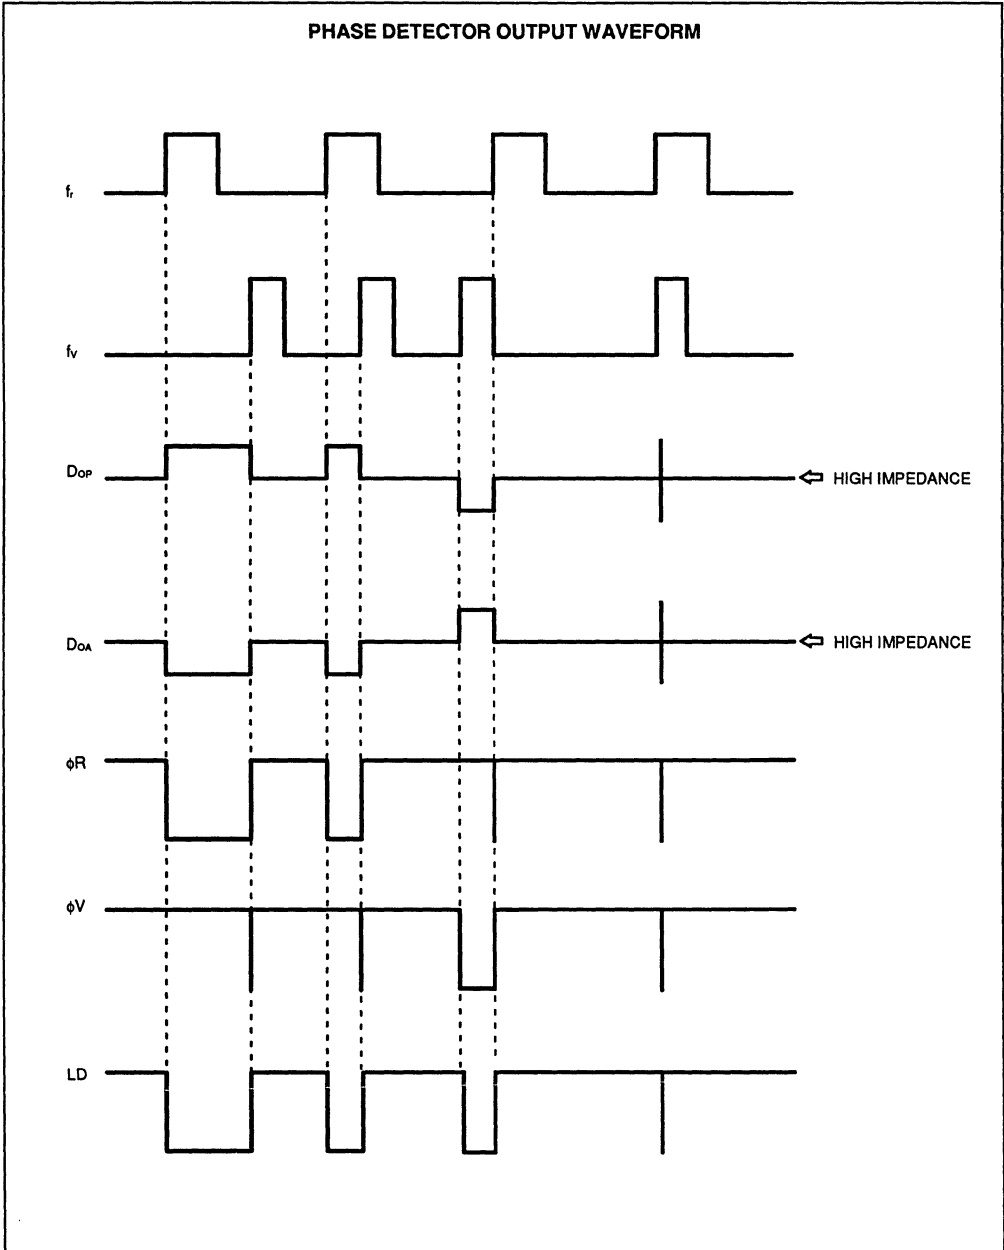 PHASE DETECTOR OUTPUT WAVEFORM
fr
fV
DOP
HIGH IMPEDANCE
DOA
HIGH IMPEDANCE
ϕR
ϕV
LD